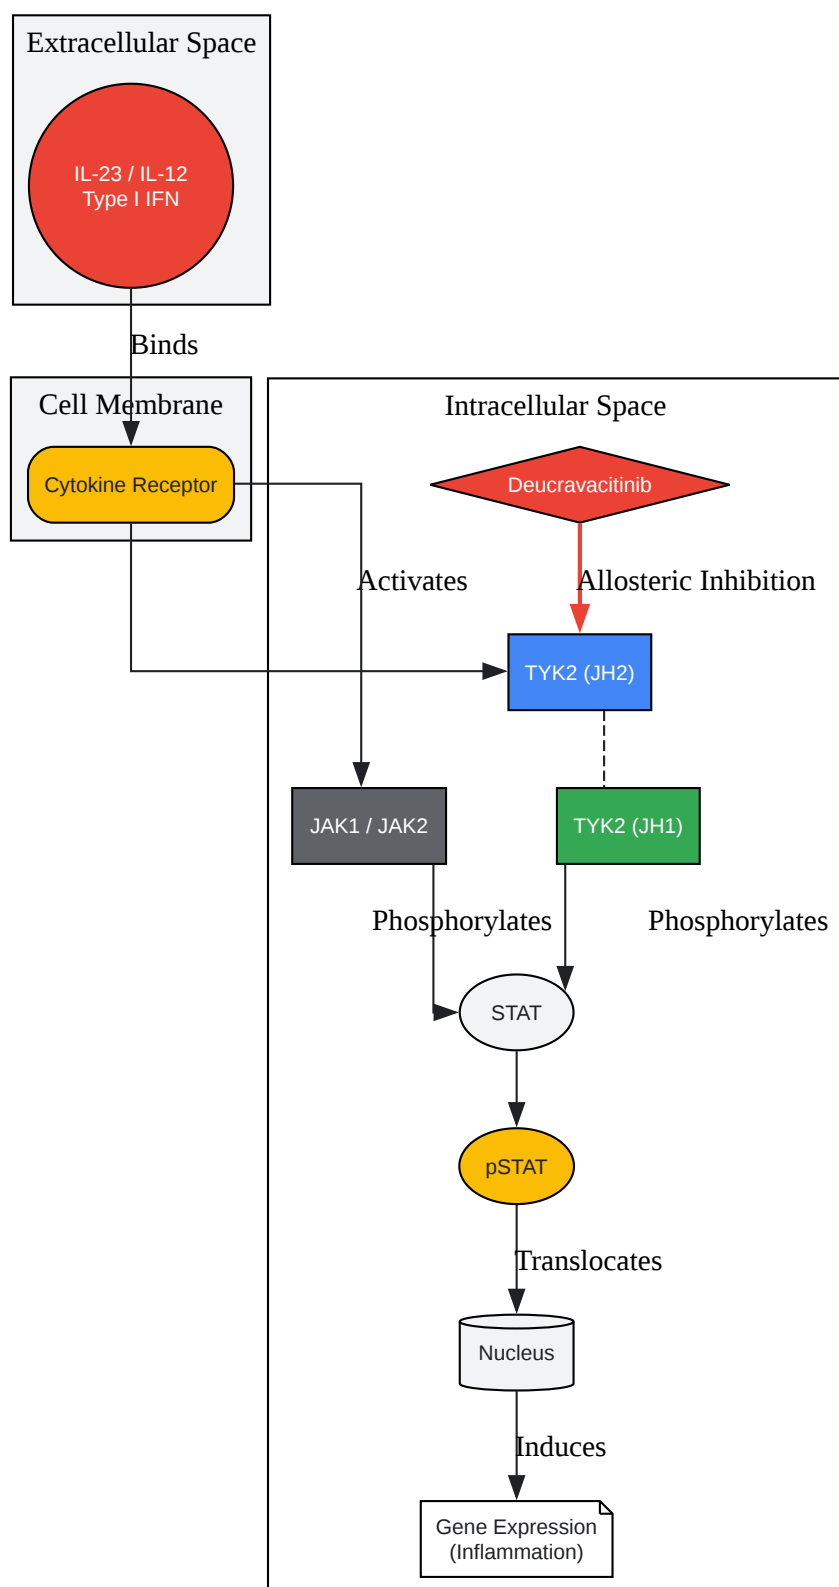 Extracellular Space
IL-23 / IL-12
Type I IFN
Binds
Cell Membrane
Intracellular Space
Cytokine Receptor
Deucravacitinib
Activates
Allosteric Inhibition
TYK2 (JH2)
JAK1 / JAK2
TYK2 (JH1)
Phosphorylates
Phosphorylates
STAT
pSTAT
Translocates
Nucleus
Induces
Gene Expression
(Inflammation)